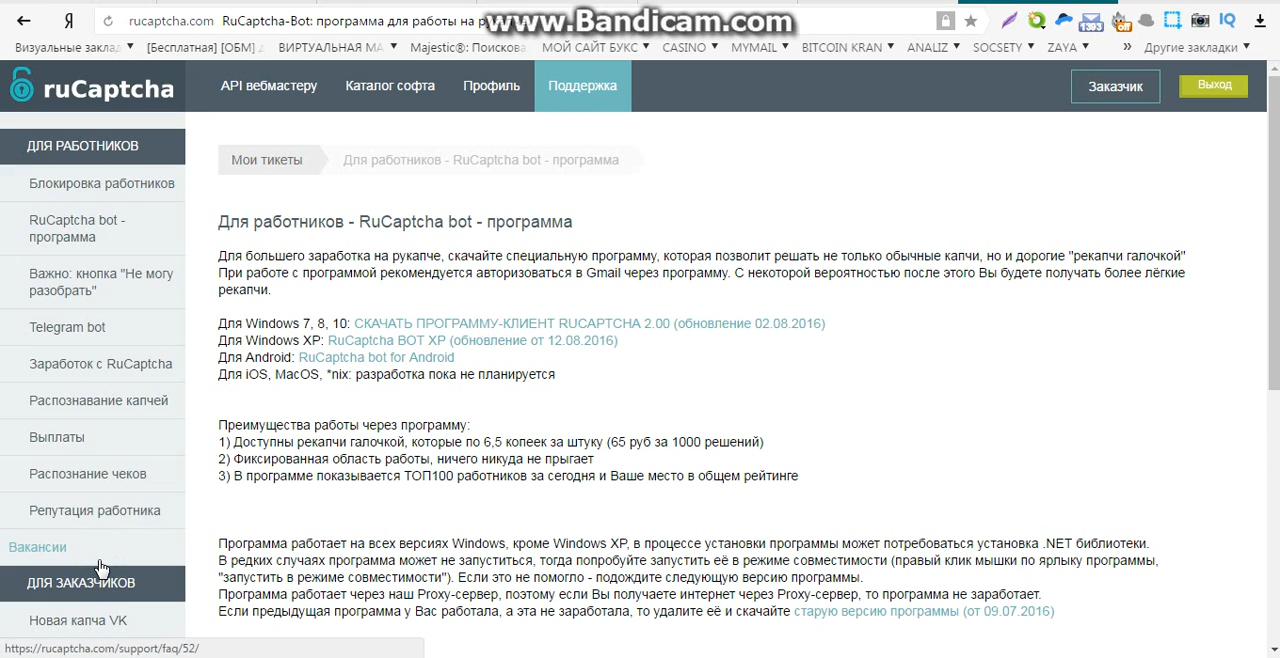 rucaptcha.com RuCaptcha-Bot: программа для работы на
www.Bandicam.com
1393
off
IQ
Визуальные заклад
[Бесплатная] [ОБМ]
ВИРТУАЛЬНАЯ МА
Majestic®: Поискова
МОЙ САЙТ БУКС
CASINO
MYMAIL
BITCOIN KRAN
ANALIZ
SOCSETY
ZAYA
» Другие закладки
ruCaptcha
API вебмастеру
Каталог софта
Профиль
Поддержка
Заказчик
Выход
ДЛЯ РАБОТНИКОВ
Блокировка работников
RuCaptcha bot -
программа
Важно: кнопка "Не могу
разобрать"
Telegram bot
Заработок с RuCaptcha
Распознавание капчей
Выплаты
Распознание чеков
Репутация работника
Вакансии
ДЛЯ ЗАКАЗЧИКОВ
Новая капча VK
Мои тикеты
Для работников - RuCaptcha bot - программа
Для работников - RuCaptcha bot - программа
Для большего заработка на рукапче, скачайте специальную программу, которая позволит решать не только обычные капчи, но и дорогие "рекапчи галочкой"
При работе с программой рекомендуется авторизоваться в Gmail через программу. С некоторой вероятностью после этого Вы будете получать более лёгкие
рекапчи.
Для Windows 7, 8, 10: СКАЧАТЬ ПРОГРАММУ-КЛИЕНТ RUCAPTCHA 2.00 (обновление 02.08.2016)
Для Windows XP: RuCaptcha BOT XP (обновление от 12.08.2016)
Для Android: RuCaptcha bot for Android
Для iOS, MacOS, *nix: разработка пока не планируется
Преимущества работы через программу:
1) Доступны рекапчи галочкой, которые по 6,5 копеек за штуку (65 руб за 1000 решений)
2) Фиксированная область работы, ничего никуда не прыгает
3) В программе показывается ТОП100 работников за сегодня и Ваше место в общем рейтинге
Программа работает на всех версиях Windows, кроме Windows XP, в процессе установки программы может потребоваться установка .NET библиотеки.
В редких случаях программа может не запуститься, тогда попробуйте запустить её в режиме совместимости (правый клик мышки по ярлыку программы,
"запустить в режиме совместимости"). Если это не помогло - подождите следующую версию программы.
Программа работает через наш Proxy-сервер, поэтому если Вы получаете интернет через Proxy-сервер, то программа не заработает.
Если предыдущая программа у Вас работала, а эта не заработала, то удалите её и скачайте старую версию программы (от 09.07.2016)
https://rucaptcha.com/support/faq/52/